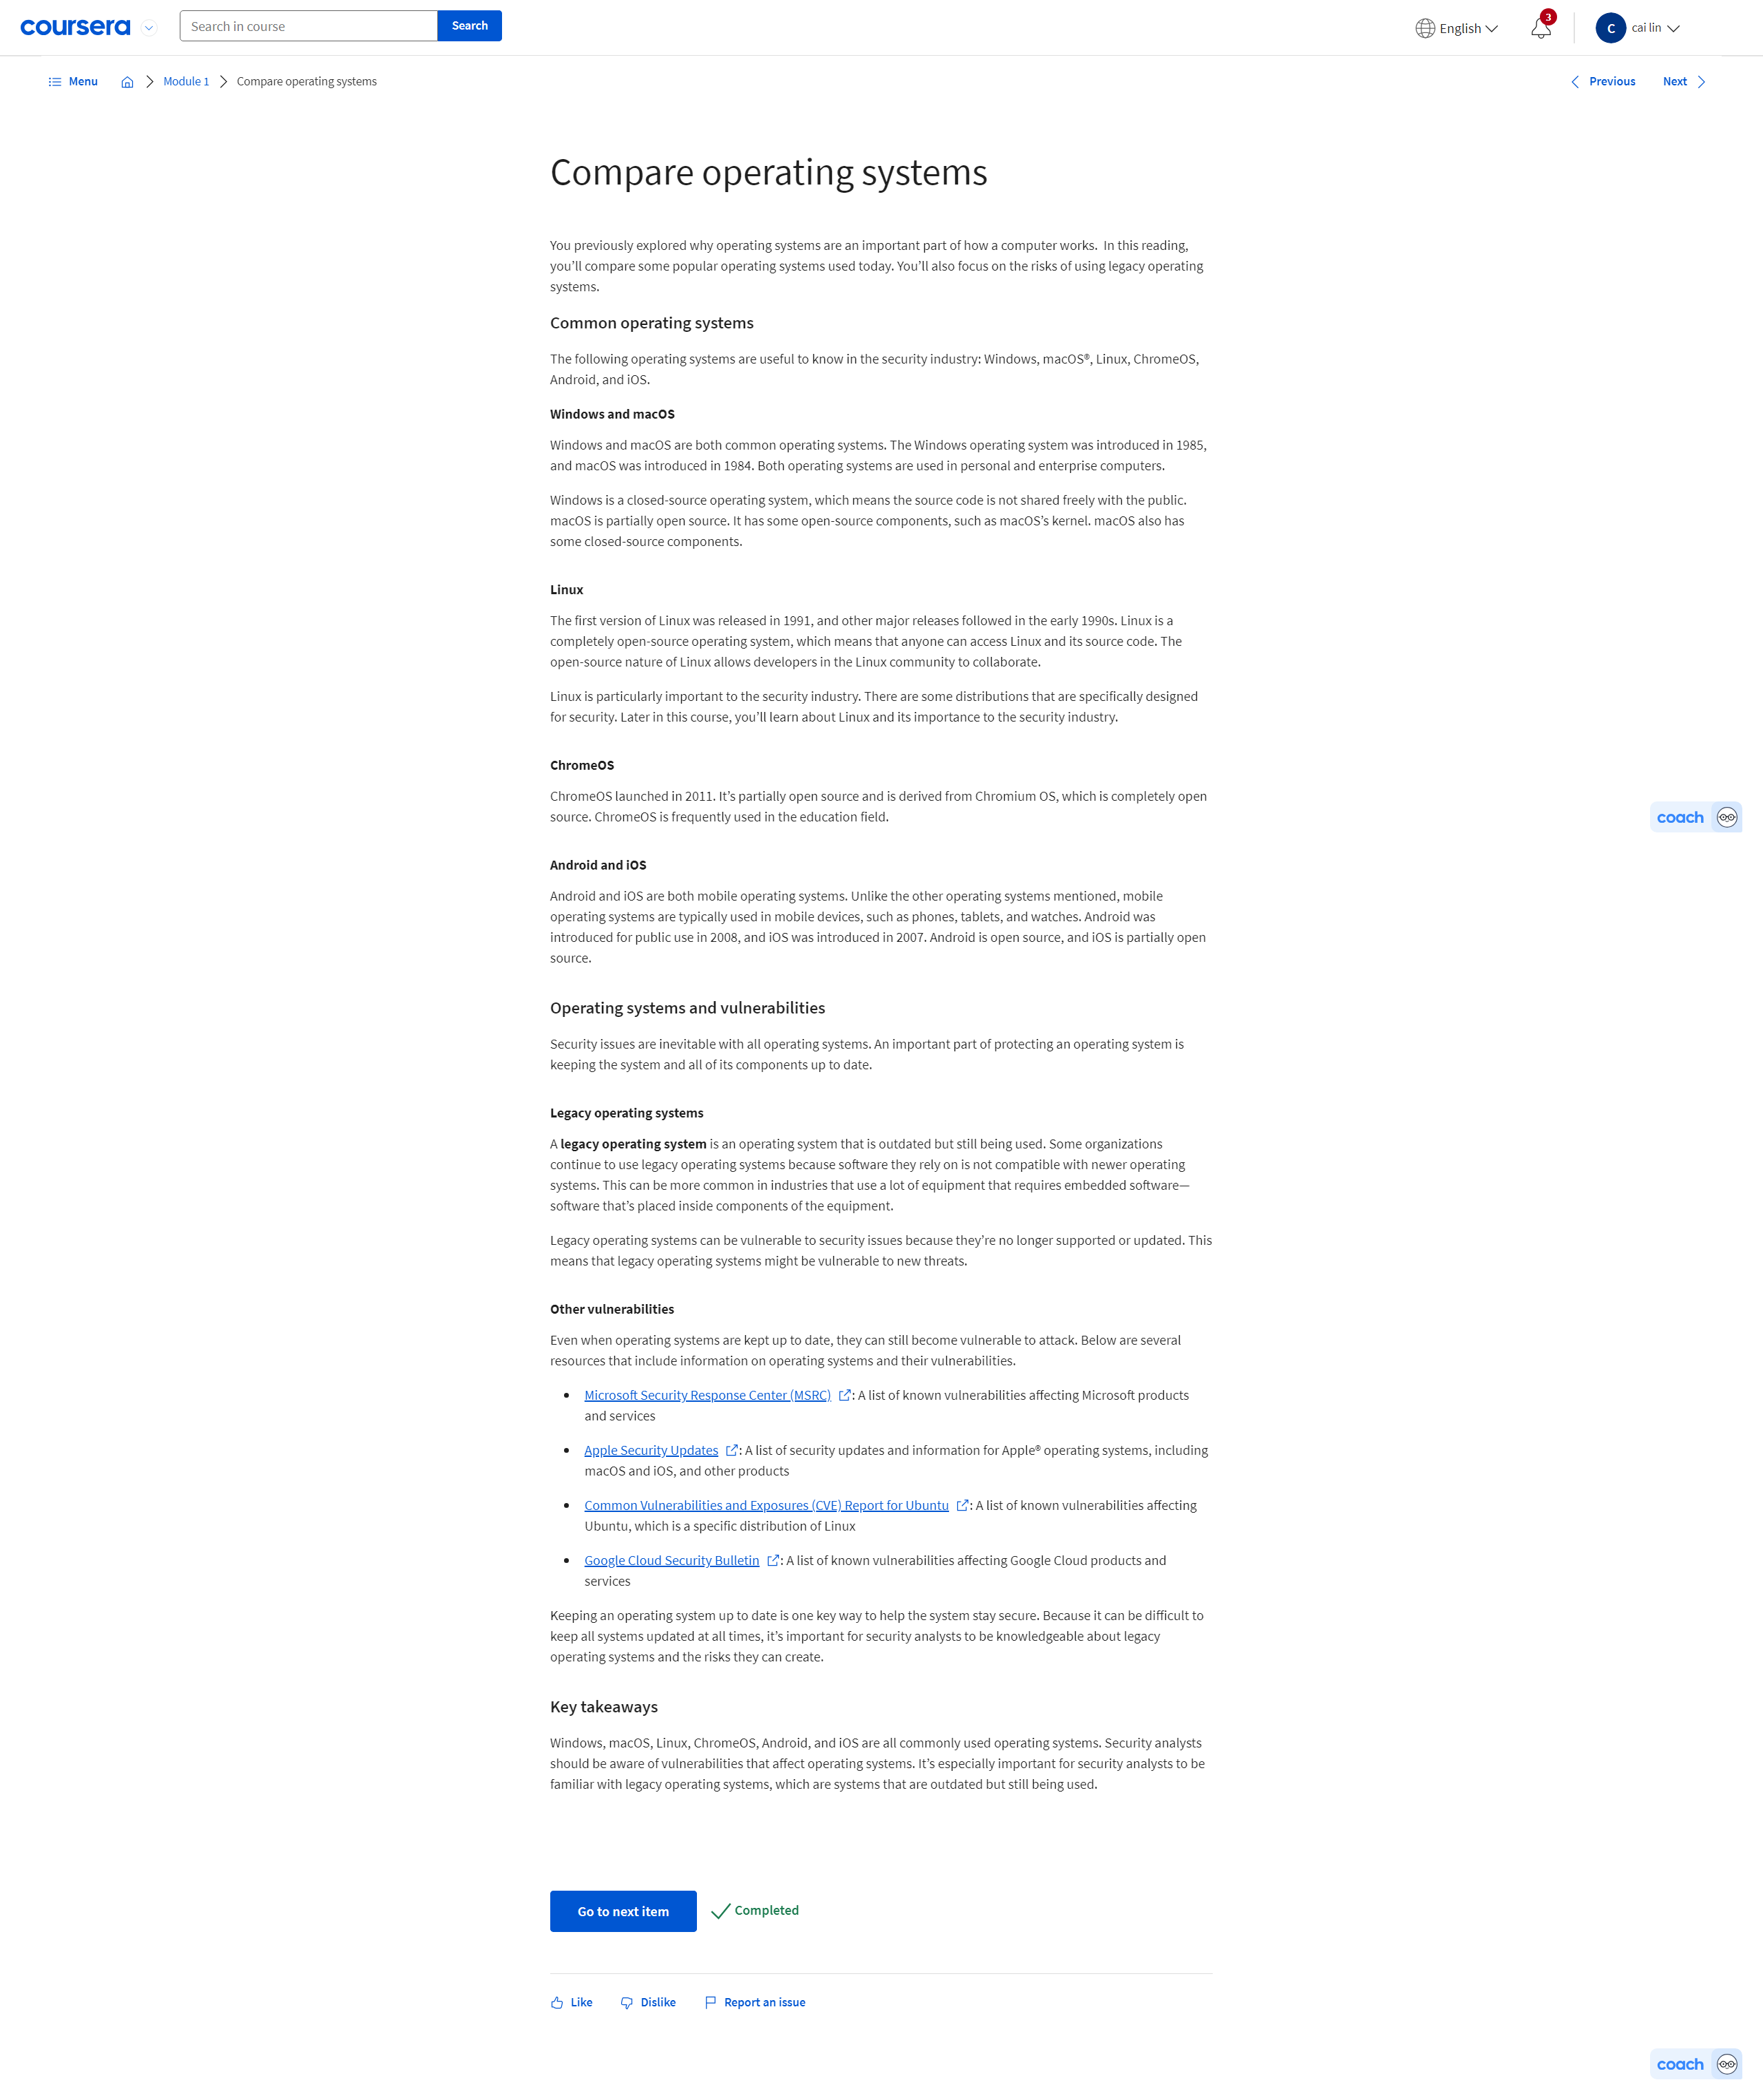 coursera
Search in course
Search
English
3
C
cai lin
Menu
Module 1
Compare operating systems
Previous
Next
Compare operating systems
You previously explored why operating systems are an important part of how a computer works.  In this reading,
you’ll compare some popular operating systems used today. You’ll also focus on the risks of using legacy operating
systems.
Common operating systems
The following operating systems are useful to know in the security industry: Windows, macOS®, Linux, ChromeOS,
Android, and iOS.
Windows and macOS
Windows and macOS are both common operating systems. The Windows operating system was introduced in 1985,
and macOS was introduced in 1984. Both operating systems are used in personal and enterprise computers.
Windows is a closed-source operating system, which means the source code is not shared freely with the public.
macOS is partially open source. It has some open-source components, such as macOS’s kernel. macOS also has
some closed-source components.
Linux
The first version of Linux was released in 1991, and other major releases followed in the early 1990s. Linux is a
completely open-source operating system, which means that anyone can access Linux and its source code. The
open-source nature of Linux allows developers in the Linux community to collaborate.
Linux is particularly important to the security industry. There are some distributions that are specifically designed
for security. Later in this course, you’ll learn about Linux and its importance to the security industry.
ChromeOS
ChromeOS launched in 2011. It’s partially open source and is derived from Chromium OS, which is completely open
source. ChromeOS is frequently used in the education field.
coach
Android and iOS
Android and iOS are both mobile operating systems. Unlike the other operating systems mentioned, mobile
operating systems are typically used in mobile devices, such as phones, tablets, and watches. Android was
introduced for public use in 2008, and iOS was introduced in 2007. Android is open source, and iOS is partially open
source.
Operating systems and vulnerabilities
Security issues are inevitable with all operating systems. An important part of protecting an operating system is
keeping the system and all of its components up to date.
Legacy operating systems
A legacy operating system is an operating system that is outdated but still being used. Some organizations
continue to use legacy operating systems because software they rely on is not compatible with newer operating
systems. This can be more common in industries that use a lot of equipment that requires embedded software—
software that’s placed inside components of the equipment.
Legacy operating systems can be vulnerable to security issues because they’re no longer supported or updated. This
means that legacy operating systems might be vulnerable to new threats.
Other vulnerabilities
Even when operating systems are kept up to date, they can still become vulnerable to attack. Below are several
resources that include information on operating systems and their vulnerabilities.
• Microsoft Security Response Center (MSRC) : A list of known vulnerabilities affecting Microsoft products
and services
• Apple Security Updates : A list of security updates and information for Apple® operating systems, including
macOS and iOS, and other products
• Common Vulnerabilities and Exposures (CVE) Report for Ubuntu : A list of known vulnerabilities affecting
Ubuntu, which is a specific distribution of Linux
• Google Cloud Security Bulletin : A list of known vulnerabilities affecting Google Cloud products and
services
Keeping an operating system up to date is one key way to help the system stay secure. Because it can be difficult to
keep all systems updated at all times, it’s important for security analysts to be knowledgeable about legacy
operating systems and the risks they can create.
Key takeaways
Windows, macOS, Linux, ChromeOS, Android, and iOS are all commonly used operating systems. Security analysts
should be aware of vulnerabilities that affect operating systems. It’s especially important for security analysts to be
familiar with legacy operating systems, which are systems that are outdated but still being used.
Go to next item
Completed
Like
Dislike
Report an issue
coach